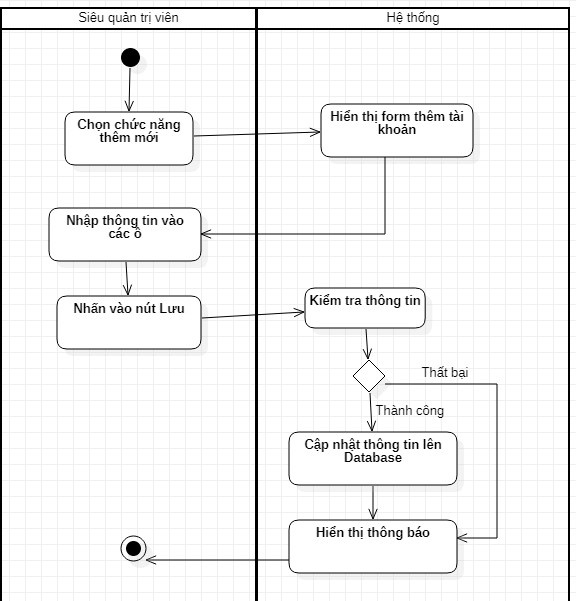 Siêu quản trị viên
Hệ thống
Chọn chức năng
thêm mới
Hiển thị form thêm tài
khoản
Nhập thông tin vào
các ô
Nhấn vào nút Lưu
Kiểm tra thông tin
Thất bại
Thành công
Cập nhật thông tin lên
Database
Hiển thị thông báo